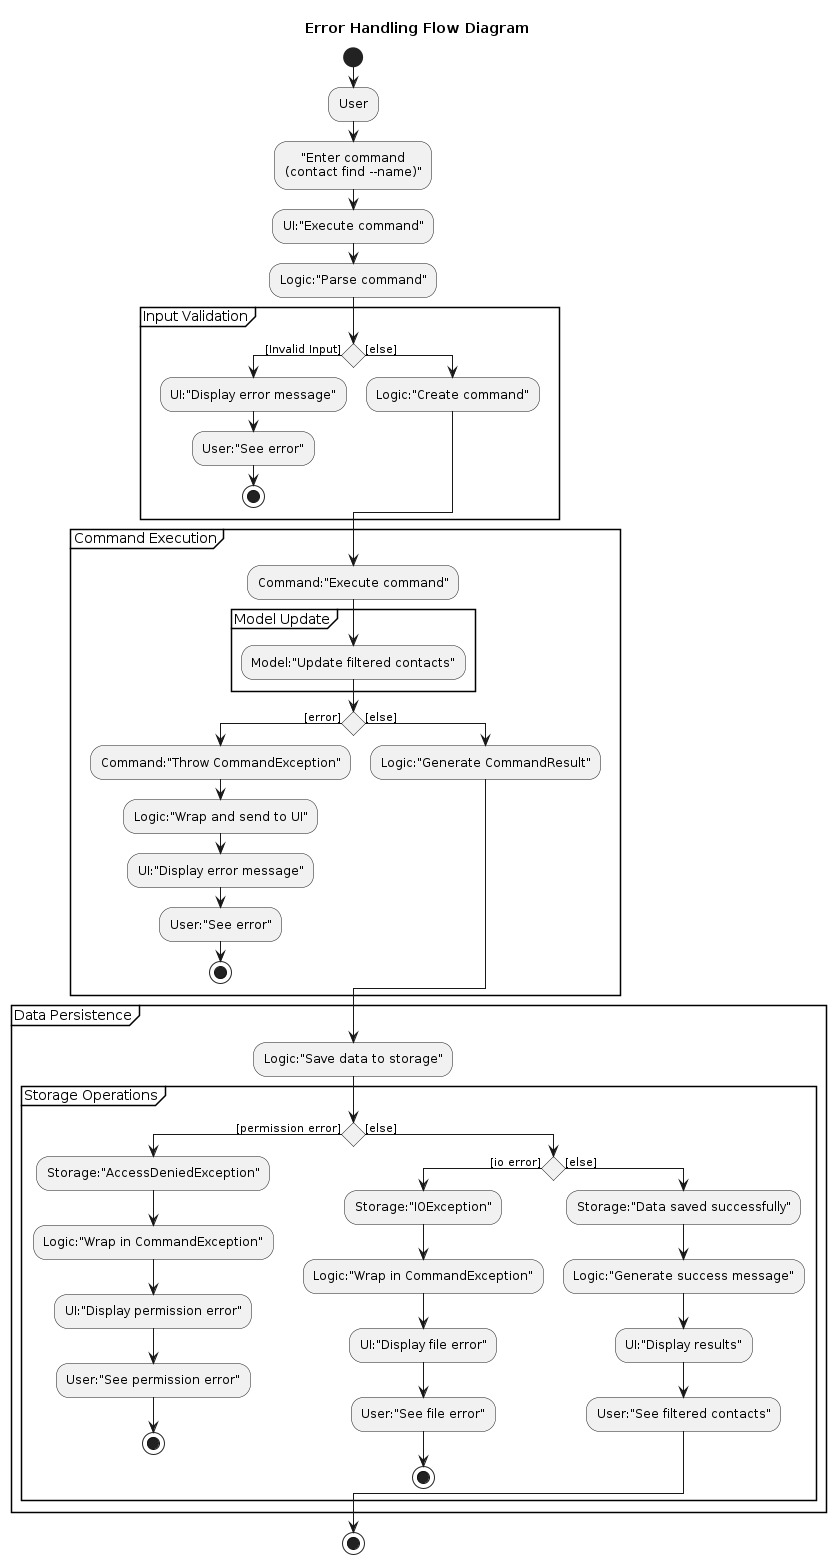 Error Handling Flow Diagram
User
"Enter command
(contact find --name)"
UI:"Execute command"
Logic:"Parse command"
Input Validation
[Invalid Input]
[else]
UI:"Display error message"
Logic:"Create command"
User:"See error"
Command Execution
Command:"Execute command"
Model Update
Model:"Update filtered contacts"
[error]
[else]
Command:"Throw CommandException"
Logic:"Generate CommandResult"
Logic:"Wrap and send to UI"
UI:"Display error message"
User:"See error"
Data Persistence
Logic:"Save data to storage"
Storage Operations
[permission error]
[else]
Storage:"AccessDeniedException"
Logic:"Wrap in CommandException"
UI:"Display permission error"
User:"See permission error"
[io error]
[else]
Storage:"IOException"
Logic:"Wrap in CommandException"
UI:"Display file error"
User:"See file error"
Storage:"Data saved successfully"
Logic:"Generate success message"
UI:"Display results"
User:"See filtered contacts"